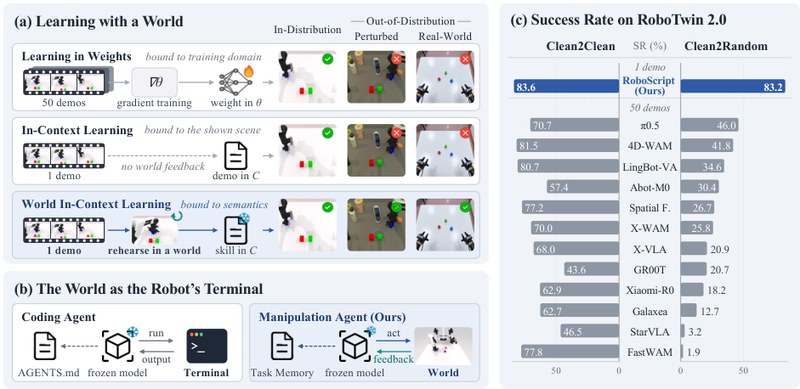 (a) Learning with a World
In-Distribution
Out-of-Distribution
Perturbed
Real-World
Learning in Weights
bound to training domain
∇θ
50 demos
gradient training
weight in θ
In-Context Learning
bound to the shown scene
no world feedback
1 demo
demo in C
World In-Context Learning
bound to semantics
1 demo
rehearse in a world
skill in C
(b) The World as the Robot's Terminal
Coding Agent
run
output
>_
AGENTS.md
frozen model
Terminal
Manipulation Agent (Ours)
act
feedback
Task Memory
frozen model
World
(c) Success Rate on RoboTwin 2.0
Clean2Clean
SR (%)
Clean2Random
1 demo
83.6 RoboScript 83.2
(Ours)
50 demos
70.7 π0.5 46.0
81.5 4D-WAM 41.8
80.7 LingBot-VA 34.6
57.4 Abot-M0 30.4
77.2 Spatial F. 26.7
70.0 X-WAM 25.8
68.0 X-VLA 20.9
43.6 GR00T 20.7
62.9 Xiaomi-R0 18.2
62.7 Galaxea 12.7
46.5 StarVLA 3.2
77.8 FastWAM 1.9
50 0 0 50